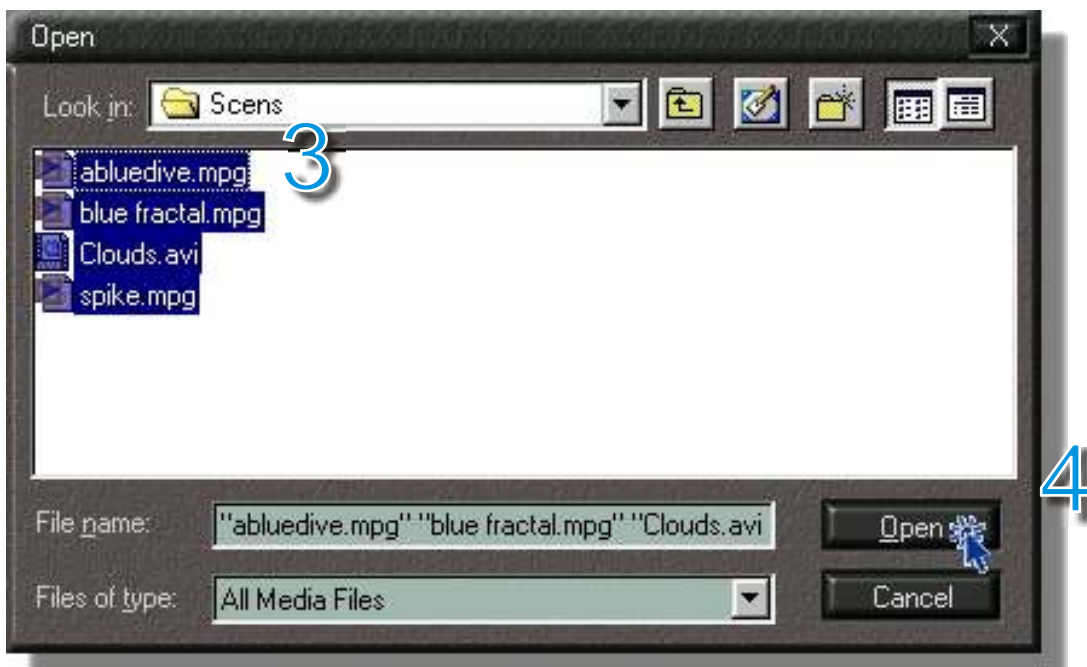 Open
Look in: Scens
3
abluedive.mpg
blue fractal.mpg
Clouds.avi
spike.mpg
4
File name: "abluedive.mpg" "blue fractal.mpg" "Clouds.avi
Open
Files of type: All Media Files
Cancel